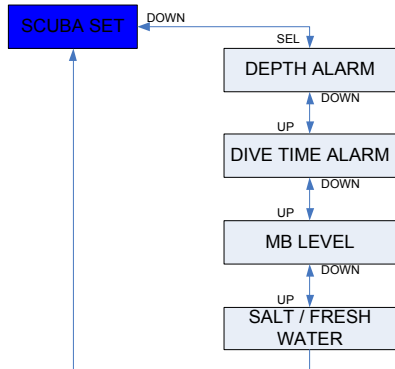 SCUBA SET
DOWN
SEL
DEPTH ALARM
DOWN
UP
DIVE TIME ALARM
DOWN
UP
MB LEVEL
DOWN
UP
SALT / FRESH
WATER